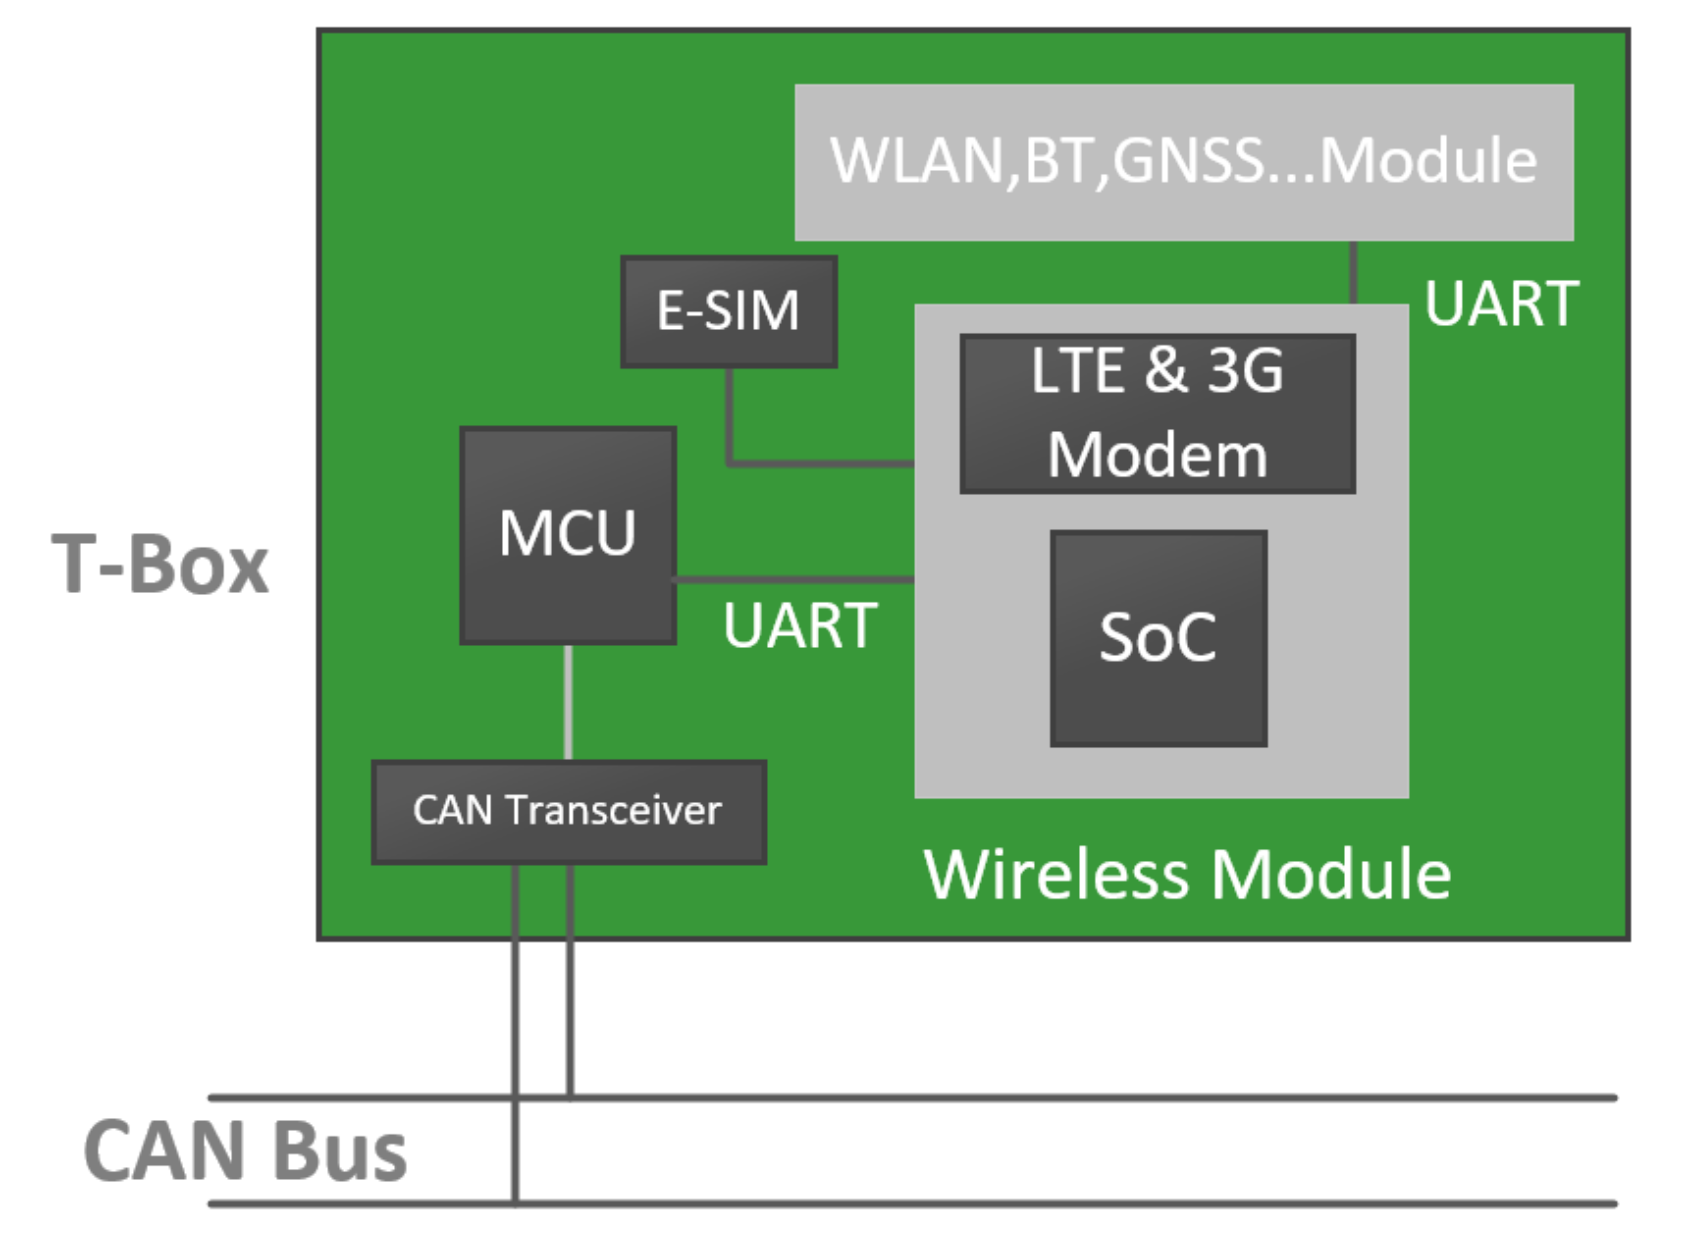 WLAN,BT,GNSS...Module
E-SIM
UART
LTE & 3G
Modem
MCU
T-Box
UART
SoC
CAN Transceiver
Wireless Module
CAN Bus